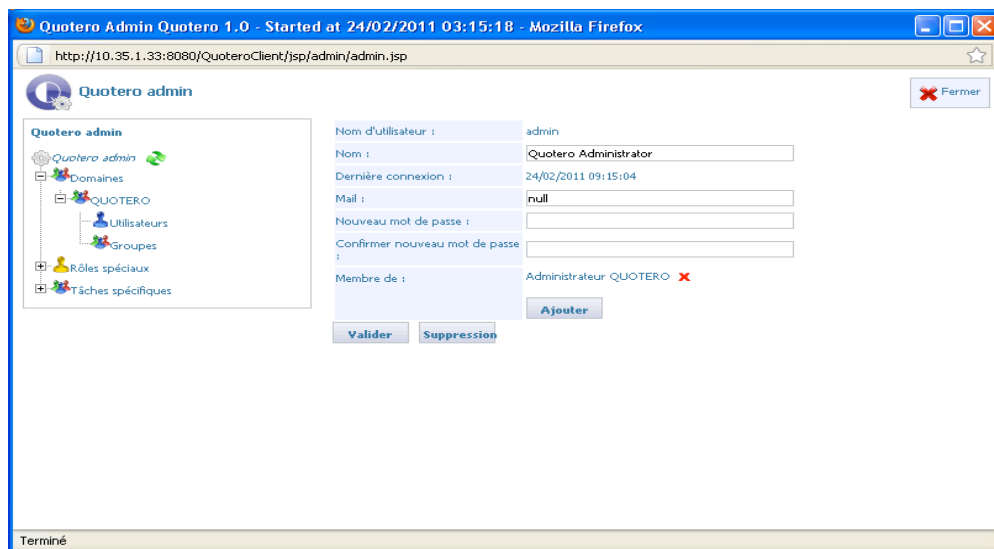 Quotero Admin Quotero 1.0 - Started at 24/02/2011 03:15:18 - Mozilla Firefox
http://10.35.1.33:8080/QuoteroClient/jsp/admin/admin.jsp
Quotero admin
Fermer
Quotero admin
Quotero admin
Domaines
QUOTERO
Utilisateurs
Groupes
Rôles spéciaux
Tâches spécifiques
Nom d'utilisateur : admin
Nom : Quotero Administrator
Dernière connexion : 24/02/2011 09:15:04
Mail : null
Nouveau mot de passe :
Confirmer nouveau mot de passe
:
Membre de : Administrateur QUOTERO
Ajouter
Valider Suppression
Terminé